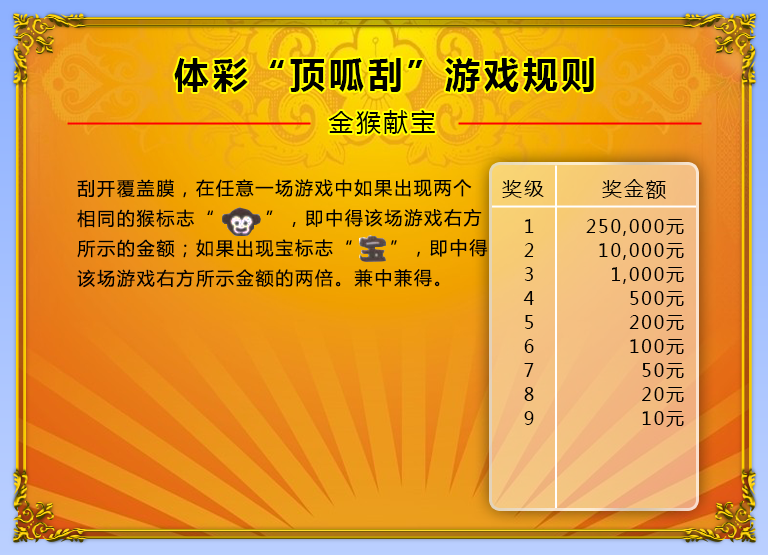 体彩“顶呱刮”游戏规则
金猴献宝
刮开覆盖膜，在任意一场游戏中如果出现两个
相同的猴标志“ ”，即中得该场游戏右方
所示的金额；如果出现宝标志“宝”，即中得
该场游戏右方所示金额的两倍。兼中兼得。
奖级 奖金额
1 250,000元
2 10,000元
3 1,000元
4 500元
5 200元
6 100元
7 50元
8 20元
9 10元